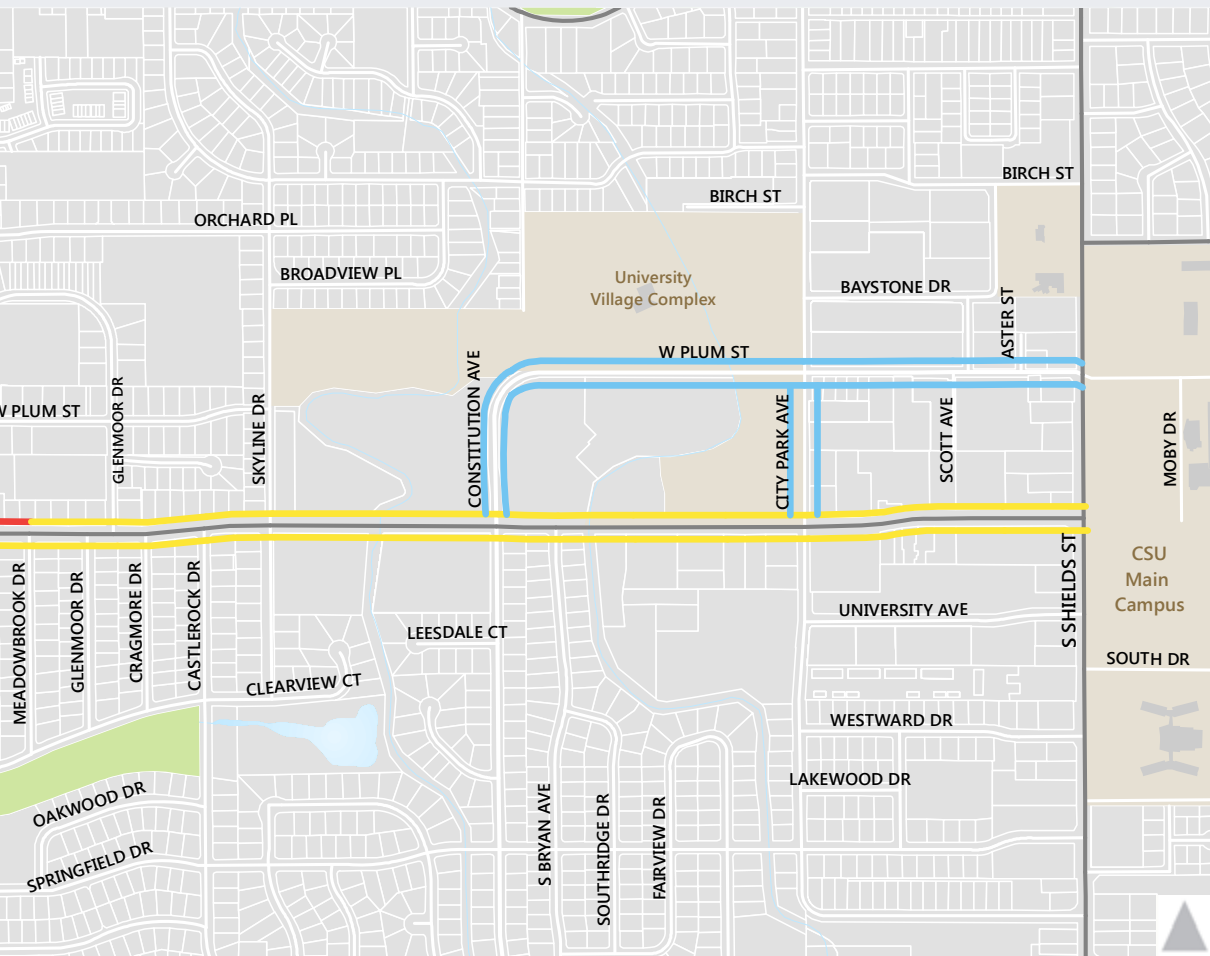 BIRCH ST
BIRCH ST
ORCHARD PL
BROADVIEW PL
University
Village Complex
BAYSTONE DR
ASTER ST
W PLUM ST
CONSTITUTION AVE
W PLUM ST
GLENMOOR DR
SKYLINE DR
CITY PARK AVE
SCOTT AVE
MOBY DR
MEADOWBROOK DR
GLENMOOR DR
CRAGMORE DR
CASTLEROCK DR
S SHIELDS ST
CSU
Main
Campus
UNIVERSITY AVE
LEESDALE CT
SOUTH DR
CLEARVIEW CT
WESTWARD DR
LAKEWOOD DR
OAKWOOD DR
S BRYAN AVE
SOUTHRIDGE DR
FAIRVIEW DR
SPRINGFIELD DR